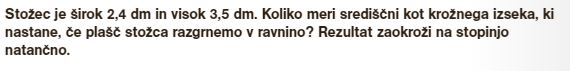 Stožec je širok 2,4 dm in visok 3,5 dm. Koliko meri središčni kot krožnega izseka, ki
nastane, če plašč stožca razgrnemo v ravnino? Rezultat zaokroži na stopinjo
natančno.